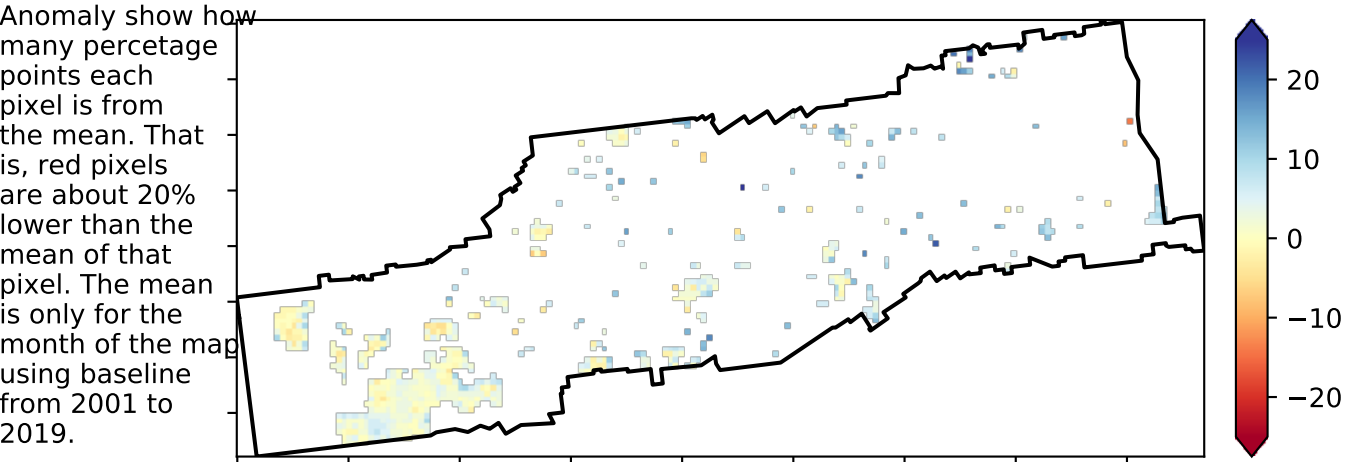 Anomaly show how
many percetage
points each
pixel is from
the mean. That
is, red pixels
are about 20%
lower than the
mean of that
pixel. The mean
is only for the
month of the map
using baseline
from 2001 to
2019.
20
10
0
−10
−20